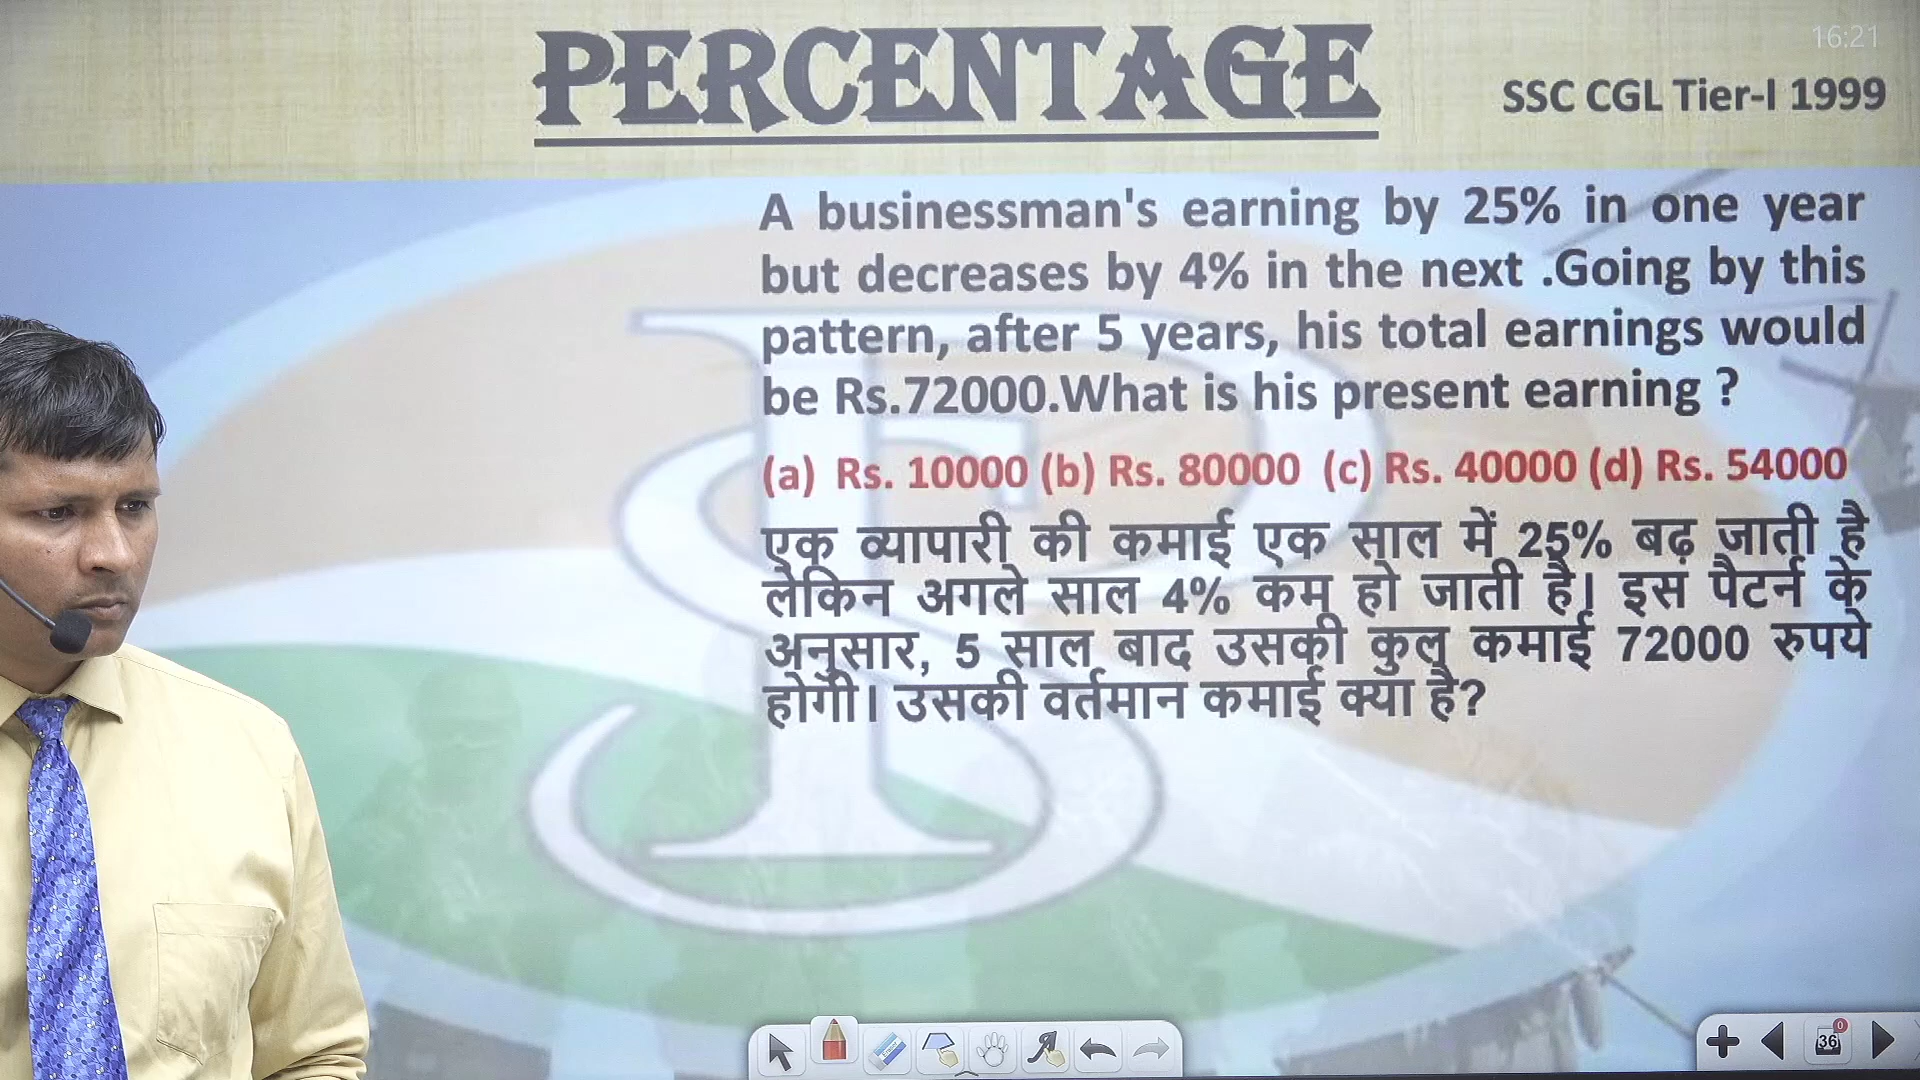 PERCENTAGE
16:21
SSC CGL Tier-I 1999
A businessman's earning by 25% in one year
but decreases by 4% in the next .Going by this
pattern, after 5 years, his total earnings would
be Rs.72000.What is his present earning ?
(a) Rs. 10000 (b) Rs. 80000 (c) Rs. 40000 (d) Rs. 54000
एक व्यापारी की कमाई एक साल में 25% बढ़ जाती है
लेकिन अगले साल 4% कम हो जाती है। इस पैटर्न के
अनुसार, 5 साल बाद उसकी कुल कमाई 72000 रुपये
होगी। उसकी वर्तमान कमाई क्या है?
36
0